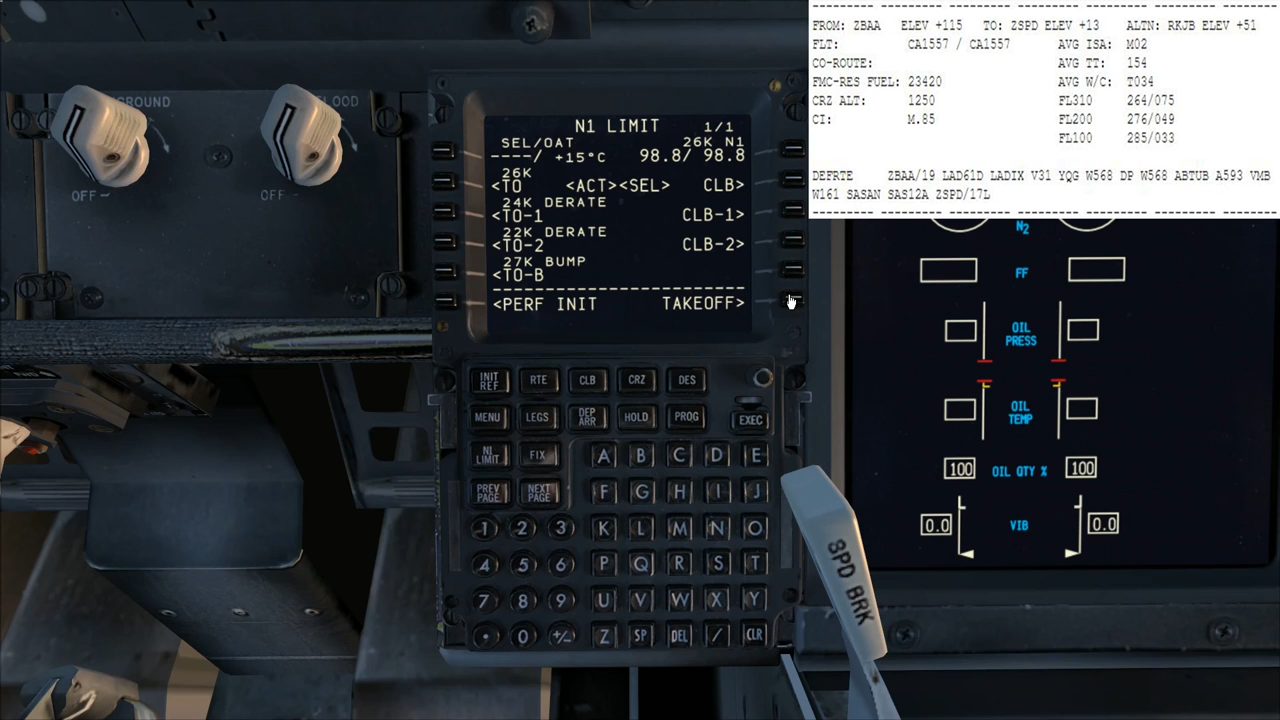 GROUND
OFF
FLOOD
OFF
N1 LIMIT 1/1
SEL/OAT 26K N1
----/ +15°C 98.8/ 98.8
26K
<TO <ACT><SEL> CLB>
24K DERATE
<TO-1 CLB-1>
22K DERATE
<TO-2 CLB-2>
27K BUMP
<TO-B
<PERF INIT TAKEOFF>
INIT REF RTE CLB CRZ DES
MENU LEGS DEP ARR HOLD PROG EXEC
N1 LIMIT FIX A B C D E
PREV PAGE NEXT PAGE F G H I J
1 2 3 K L M N O
4 5 6 P Q R S T
7 8 9 U V W X Y
. 0 +/- Z SP DEL / CLR
SPD BRK
FROM: ZBAA ELEV +115 TO: ZSPD ELEV +13 ALTN: RKJB ELEV +51
FLT: CA1557 / CA1557 AVG ISA: M02
CO-ROUTE: AVG TT: 154
FMC-RES FUEL: 23420 AVG W/C: T034
CRZ ALT: 1250 FL310 264/075
CI: M.85 FL200 276/049
FL100 285/033
DEFRTE ZBAA/19 LAD61D LADIX V31 YQG W568 DP W568 ABTUB A593 VMB
W161 SASAN SAS12A ZSPD/17L
N2
FF
OIL PRESS
OIL TEMP
100 OIL QTY % 100
0.0 VIB 0.0